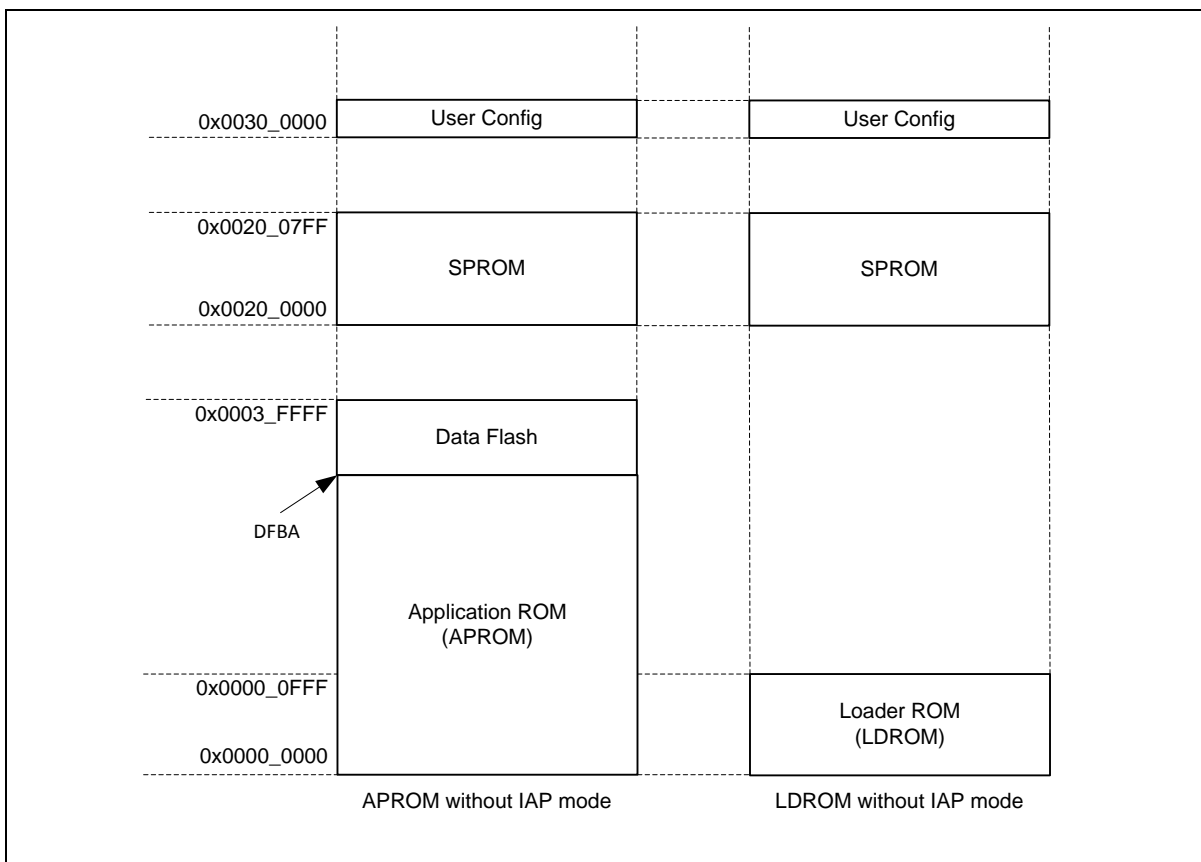 0x0030_0000
User Config
User Config
0x0020_07FF
SPROM
SPROM
0x0020_0000
0x0003_FFFF
Data Flash
DFBA
Application ROM
(APROM)
0x0000_0FFF
Loader ROM
(LDROM)
0x0000_0000
APROM without IAP mode
LDROM without IAP mode